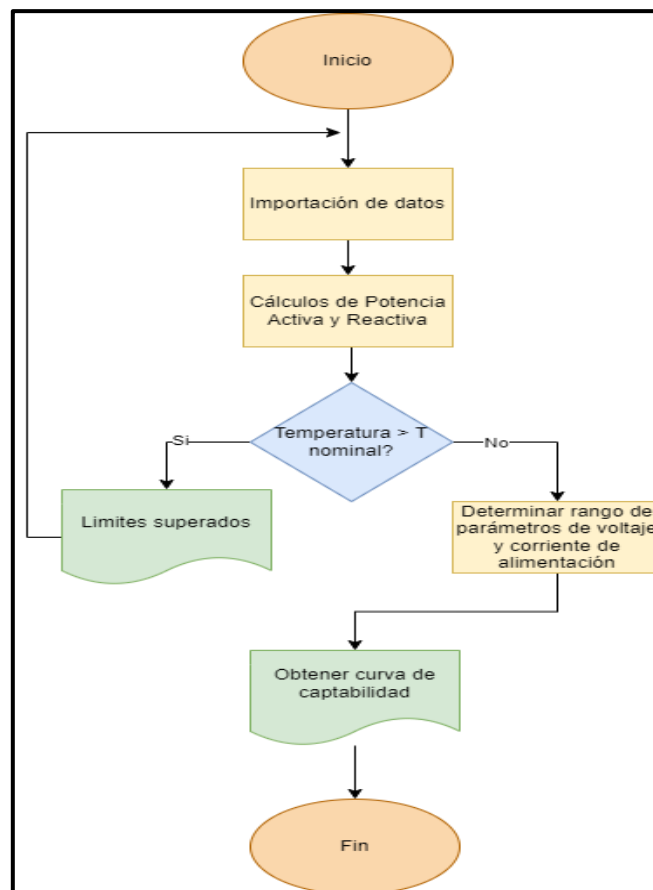 Inicio
Importación de datos
Cálculos de Potencia
Activa y Reactiva
Temperatura > T
nominal?
Si
No
Limites superados
Determinar rango de
parámetros de voltaje
y corriente de
alimentación
Obtener curva de
captabilidad
Fin